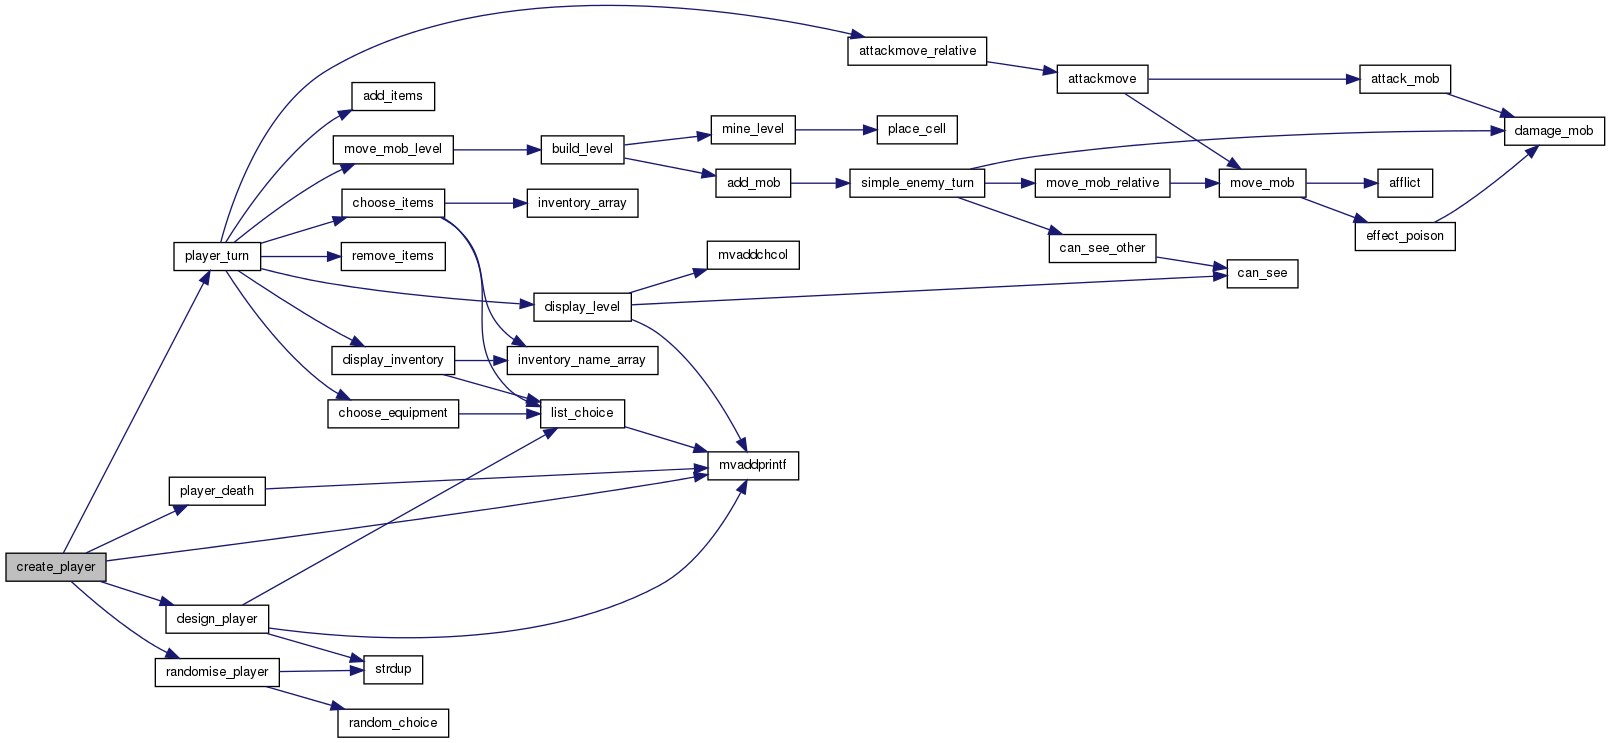 attackmove_relative
attackmove
attack_mob
add_items
damage_mob
mine_level
place_cell
move_mob_level
build_level
add_mob
simple_enemy_turn
move_mob_relative
move_mob
afflict
choose_items
inventory_array
effect_poison
player_turn
remove_items
mvaddchcol
can_see_other
can_see
display_level
display_inventory
inventory_name_array
choose_equipment
list_choice
mvaddprintf
player_death
create_player
design_player
randomise_player
strdup
random_choice